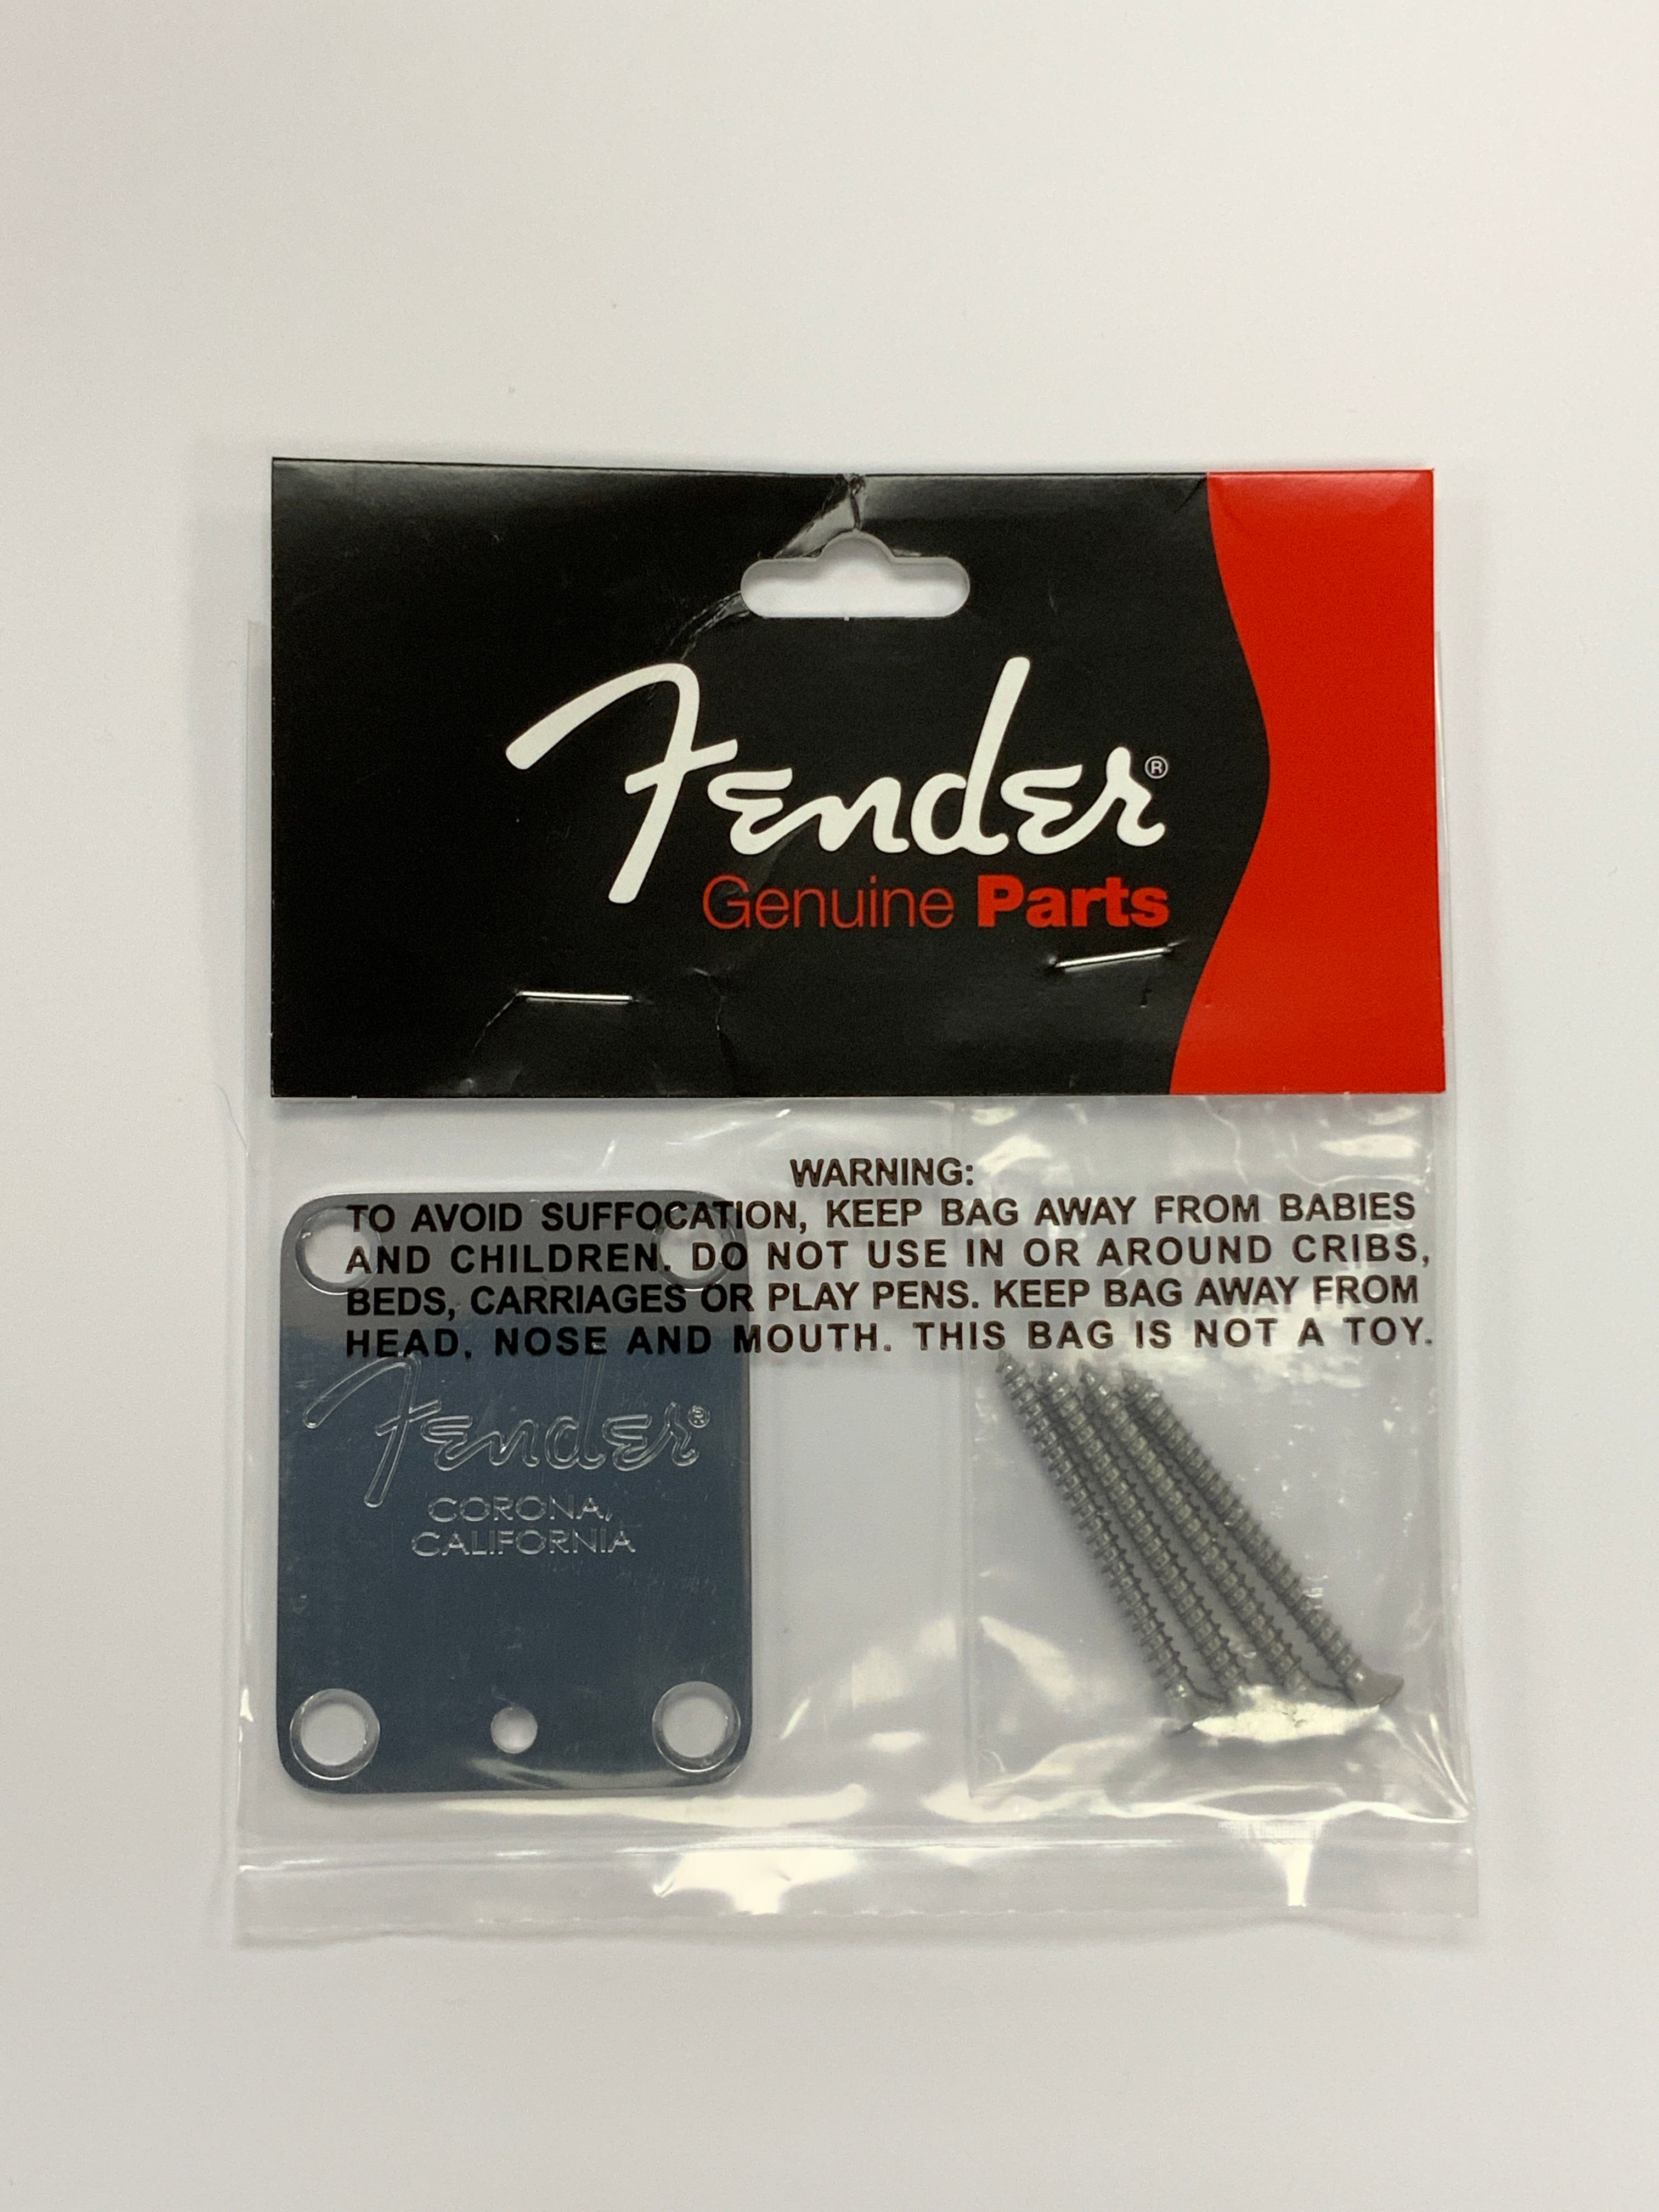 Fender®
Genuine Parts
WARNING:
TO AVOID SUFFOCATION, KEEP BAG AWAY FROM BABIES
AND CHILDREN. DO NOT USE IN OR AROUND CRIBS,
BEDS, CARRIAGES OR PLAY PENS. KEEP BAG AWAY FROM
HEAD, NOSE AND MOUTH. THIS BAG IS NOT A TOY.
Fender®
CORONA,
CALIFORNIA